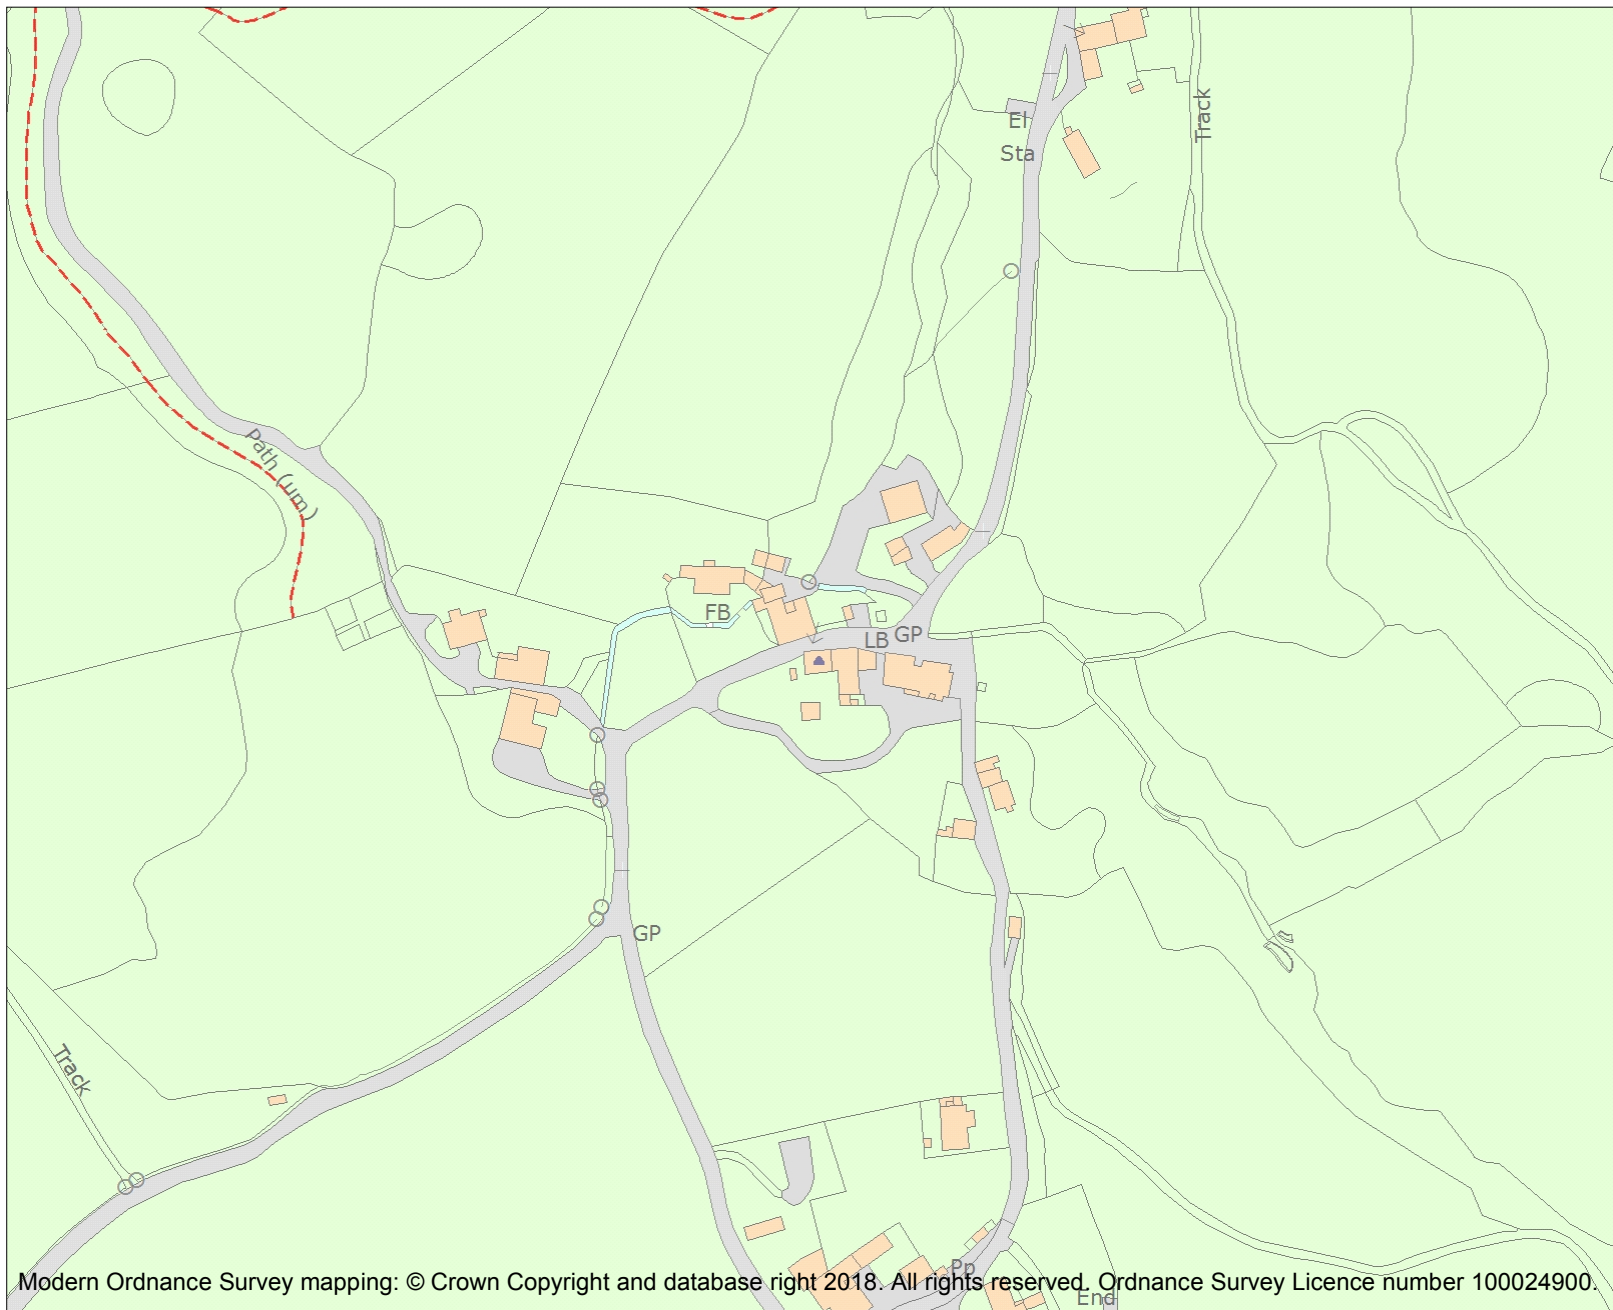 El
Sta
Track
Path (um)
FB
LB
GP
GP
Track
Pp
End
Modern Ordnance Survey mapping: © Crown Copyright and database right 2018. All rights reserved. Ordnance Survey Licence number 100024900.